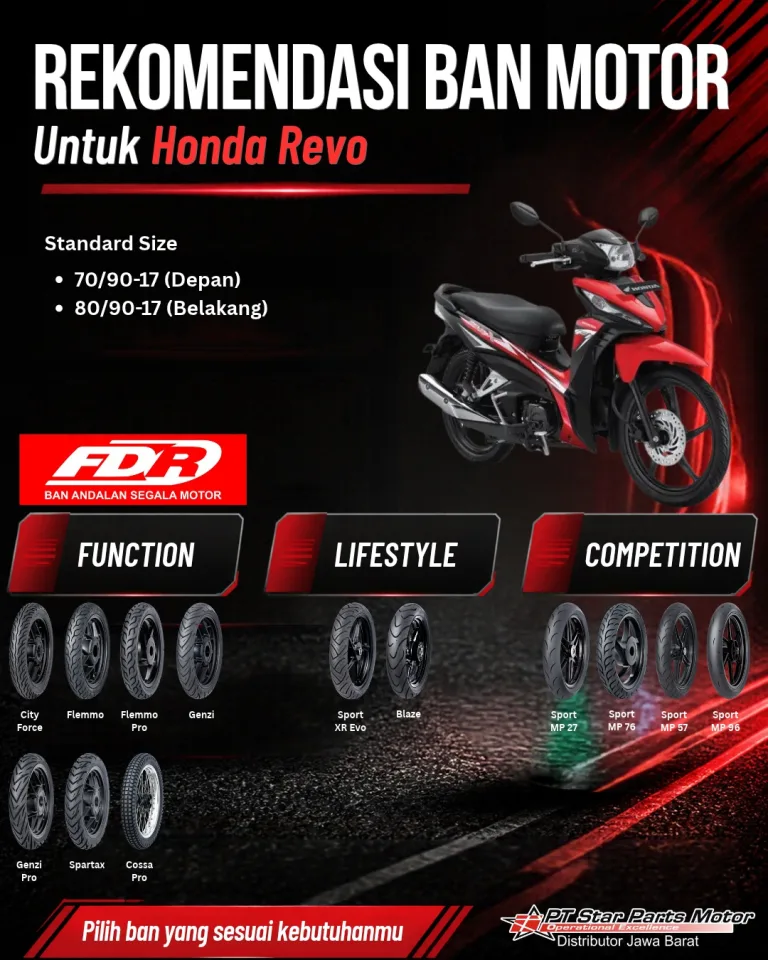 REKOMENDASI BAN MOTOR
Untuk Honda Revo
Standard Size
• 70/90-17 (Depan)
• 80/90-17 (Belakang)
HONDA
FDR
BAN ANDALAN SEGALA MOTOR
FUNCTION
LIFESTYLE
COMPETITION
City
Force
Flemmo
Flemmo
Pro
Genzi
Sport
XR Evo
Blaze
Sport
MP 27
Sport
MP 76
Sport
MP 57
Sport
MP 96
Genzi
Pro
Spartax
Cossa
Pro
Pilih ban yang sesuai kebutuhanmu
PT Star Parts Motor
Operational Excellence
Distributor Jawa Barat